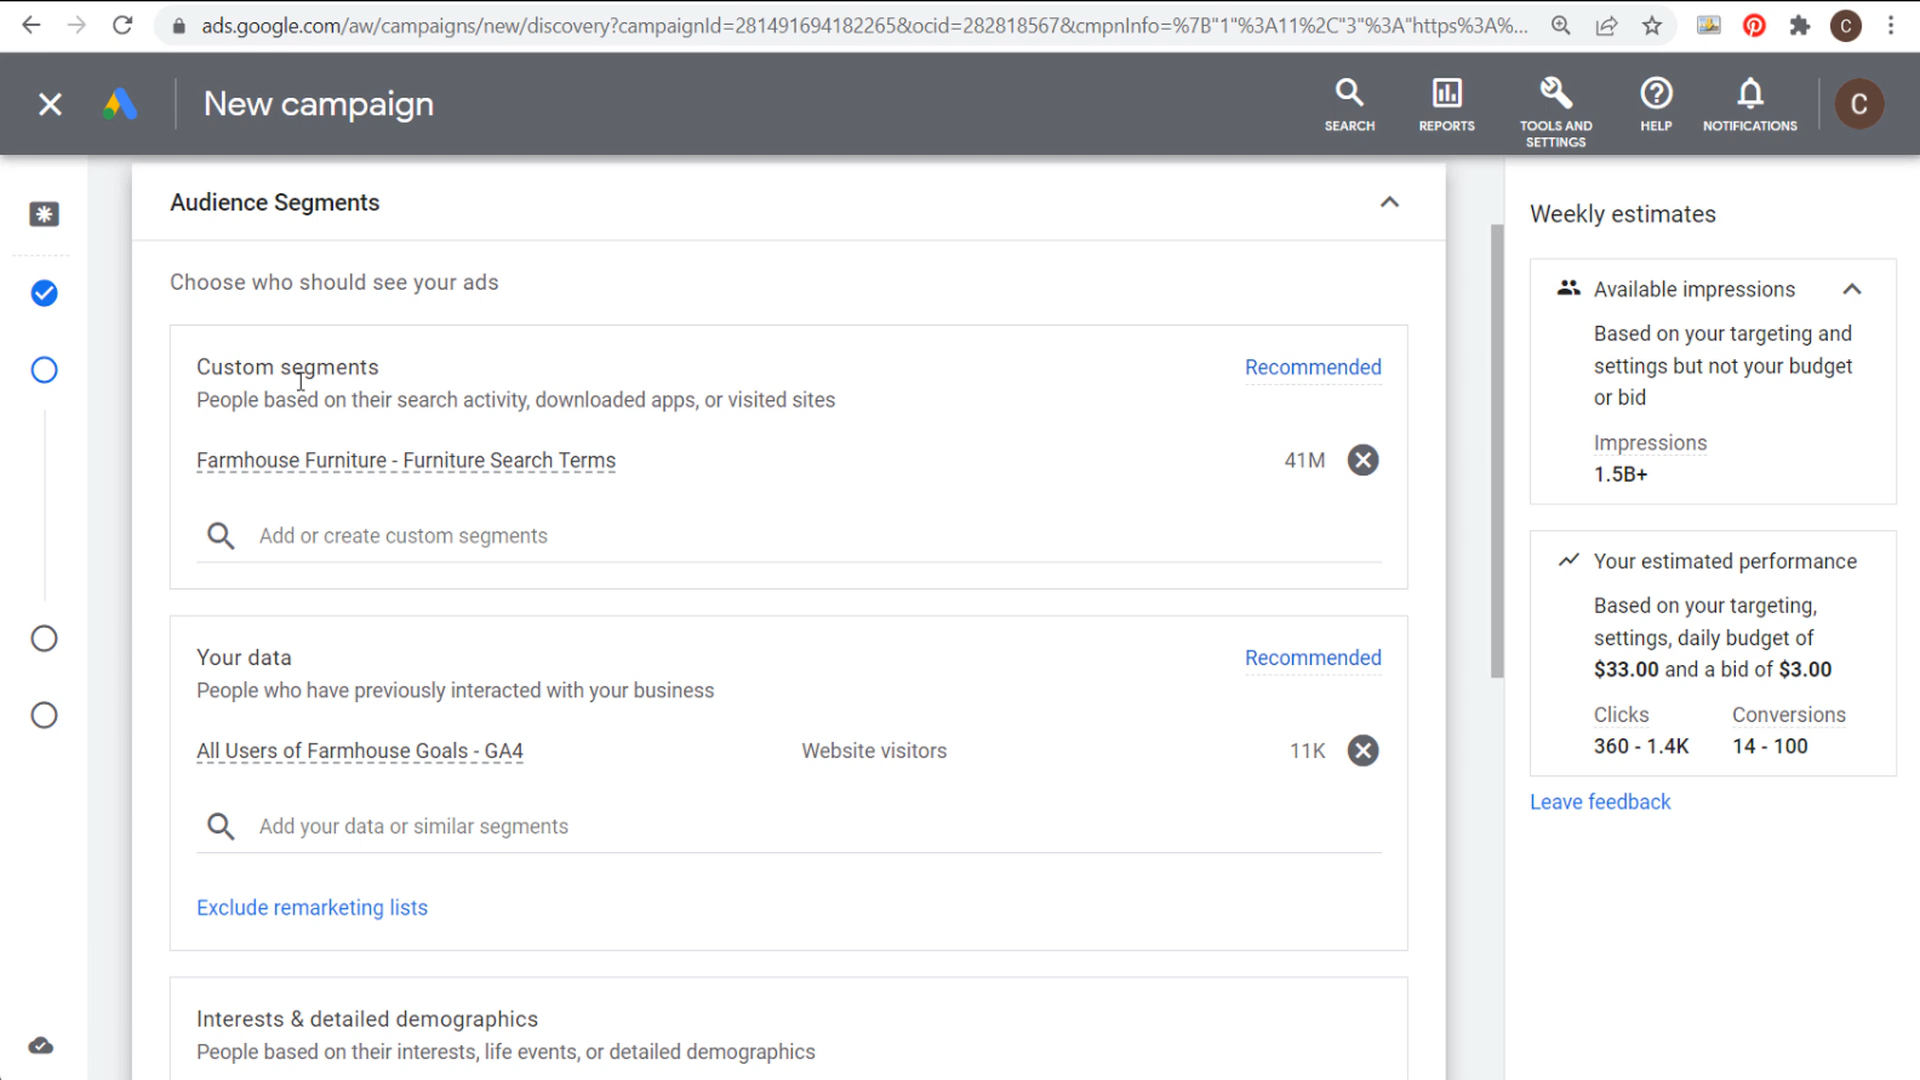 ads.google.com/aw/campaigns/new/discovery?campaignId=281491694182265&ocid=282818567&cmpnInfo=%7B"1"%3A11%2C"3"%3A"https%3A%...
C
New campaign
SEARCH
REPORTS
TOOLS AND SETTINGS
HELP
NOTIFICATIONS
C
Audience Segments
Choose who should see your ads
Custom segments
Recommended
People based on their search activity, downloaded apps, or visited sites
Farmhouse Furniture - Furniture Search Terms
41M
Add or create custom segments
Your data
Recommended
People who have previously interacted with your business
All Users of Farmhouse Goals - GA4
Website visitors
11K
Add your data or similar segments
Exclude remarketing lists
Interests & detailed demographics
People based on their interests, life events, or detailed demographics
Weekly estimates
Available impressions
Based on your targeting and
settings but not your budget
or bid
Impressions
1.5B+
Your estimated performance
Based on your targeting,
settings, daily budget of
$33.00 and a bid of $3.00
Clicks Conversions
360 - 1.4K 14 - 100
Leave feedback